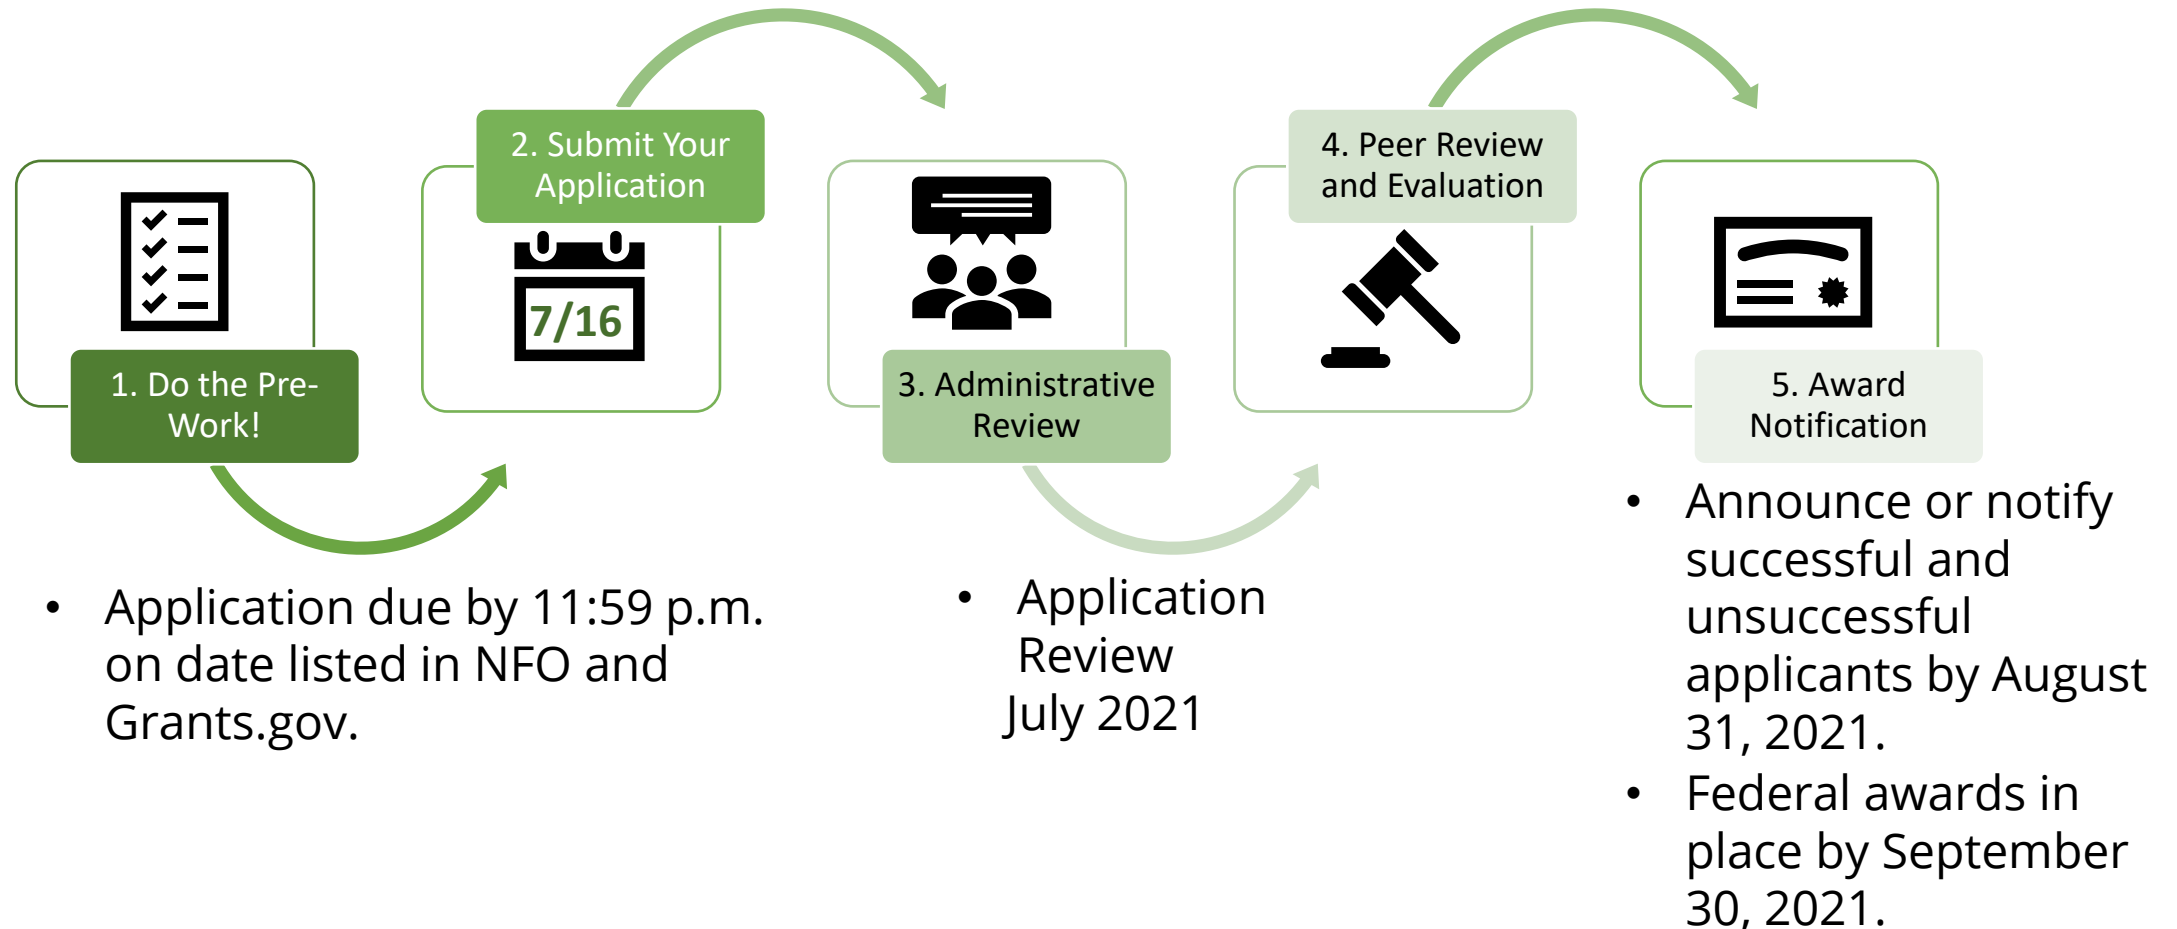 1. Do the Pre-
Work!
2. Submit Your
Application
7/16
3. Administrative
Review
4. Peer Review
and Evaluation
5. Award
Notification
• Application due by 11:59 p.m.
on date listed in NFO and
Grants.gov.
• Application
Review
July 2021
• Announce or notify
successful and
unsuccessful
applicants by August
31, 2021.
• Federal awards in
place by September
30, 2021.